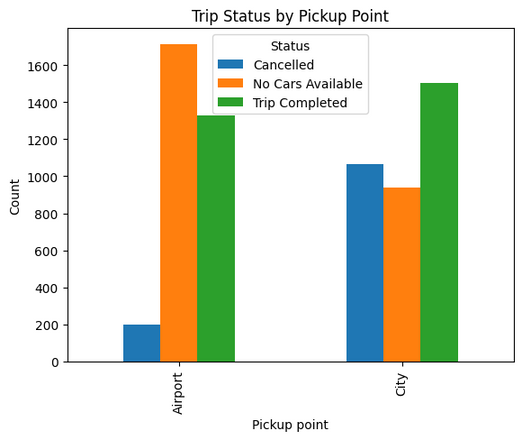 Trip Status by Pickup Point
Status
Cancelled
No Cars Available
Trip Completed
Count
1600
1400
1200
1000
800
600
400
200
0
Airport
City
Pickup point